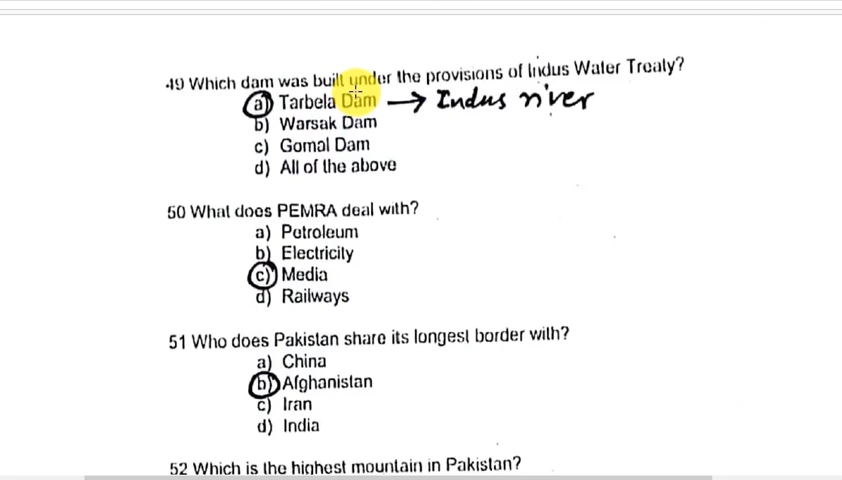 49 Which dam was built under the provisions of Indus Water Treaty?
a) Tarbela Dam → Indus river
b) Warsak Dam
c) Gomal Dam
d) All of the above
50 What does PEMRA deal with?
a) Petroleum
b) Electricity
c) Media
d) Railways
51 Who does Pakistan share its longest border with?
a) China
b) Afghanistan
c) Iran
d) India
52 Which is the highest mountain in Pakistan?